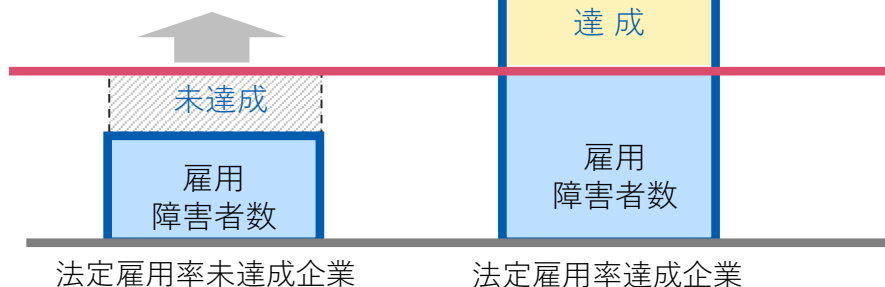 達 成
未達成
雇用
障害者数
雇用
障害者数
法定雇用率未達成企業
法定雇用率達成企業